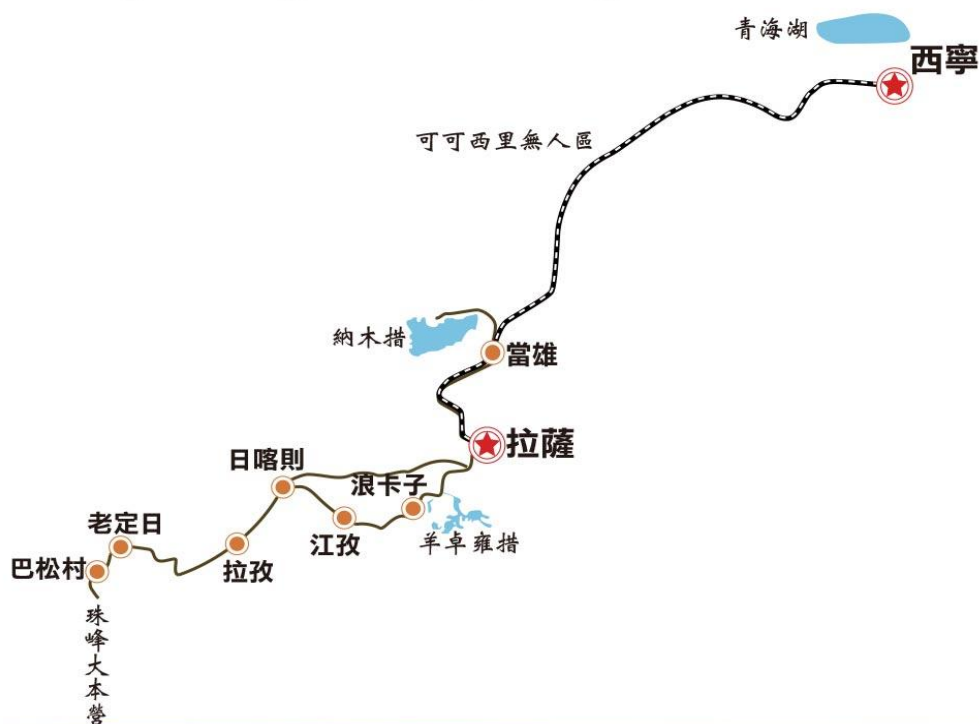 青海湖
西寧
可可西里無人區
納木措
當雄
拉薩
日喀則
浪卡子
老定日
江孜
羊卓雍措
巴松村
拉孜
珠峰大本營